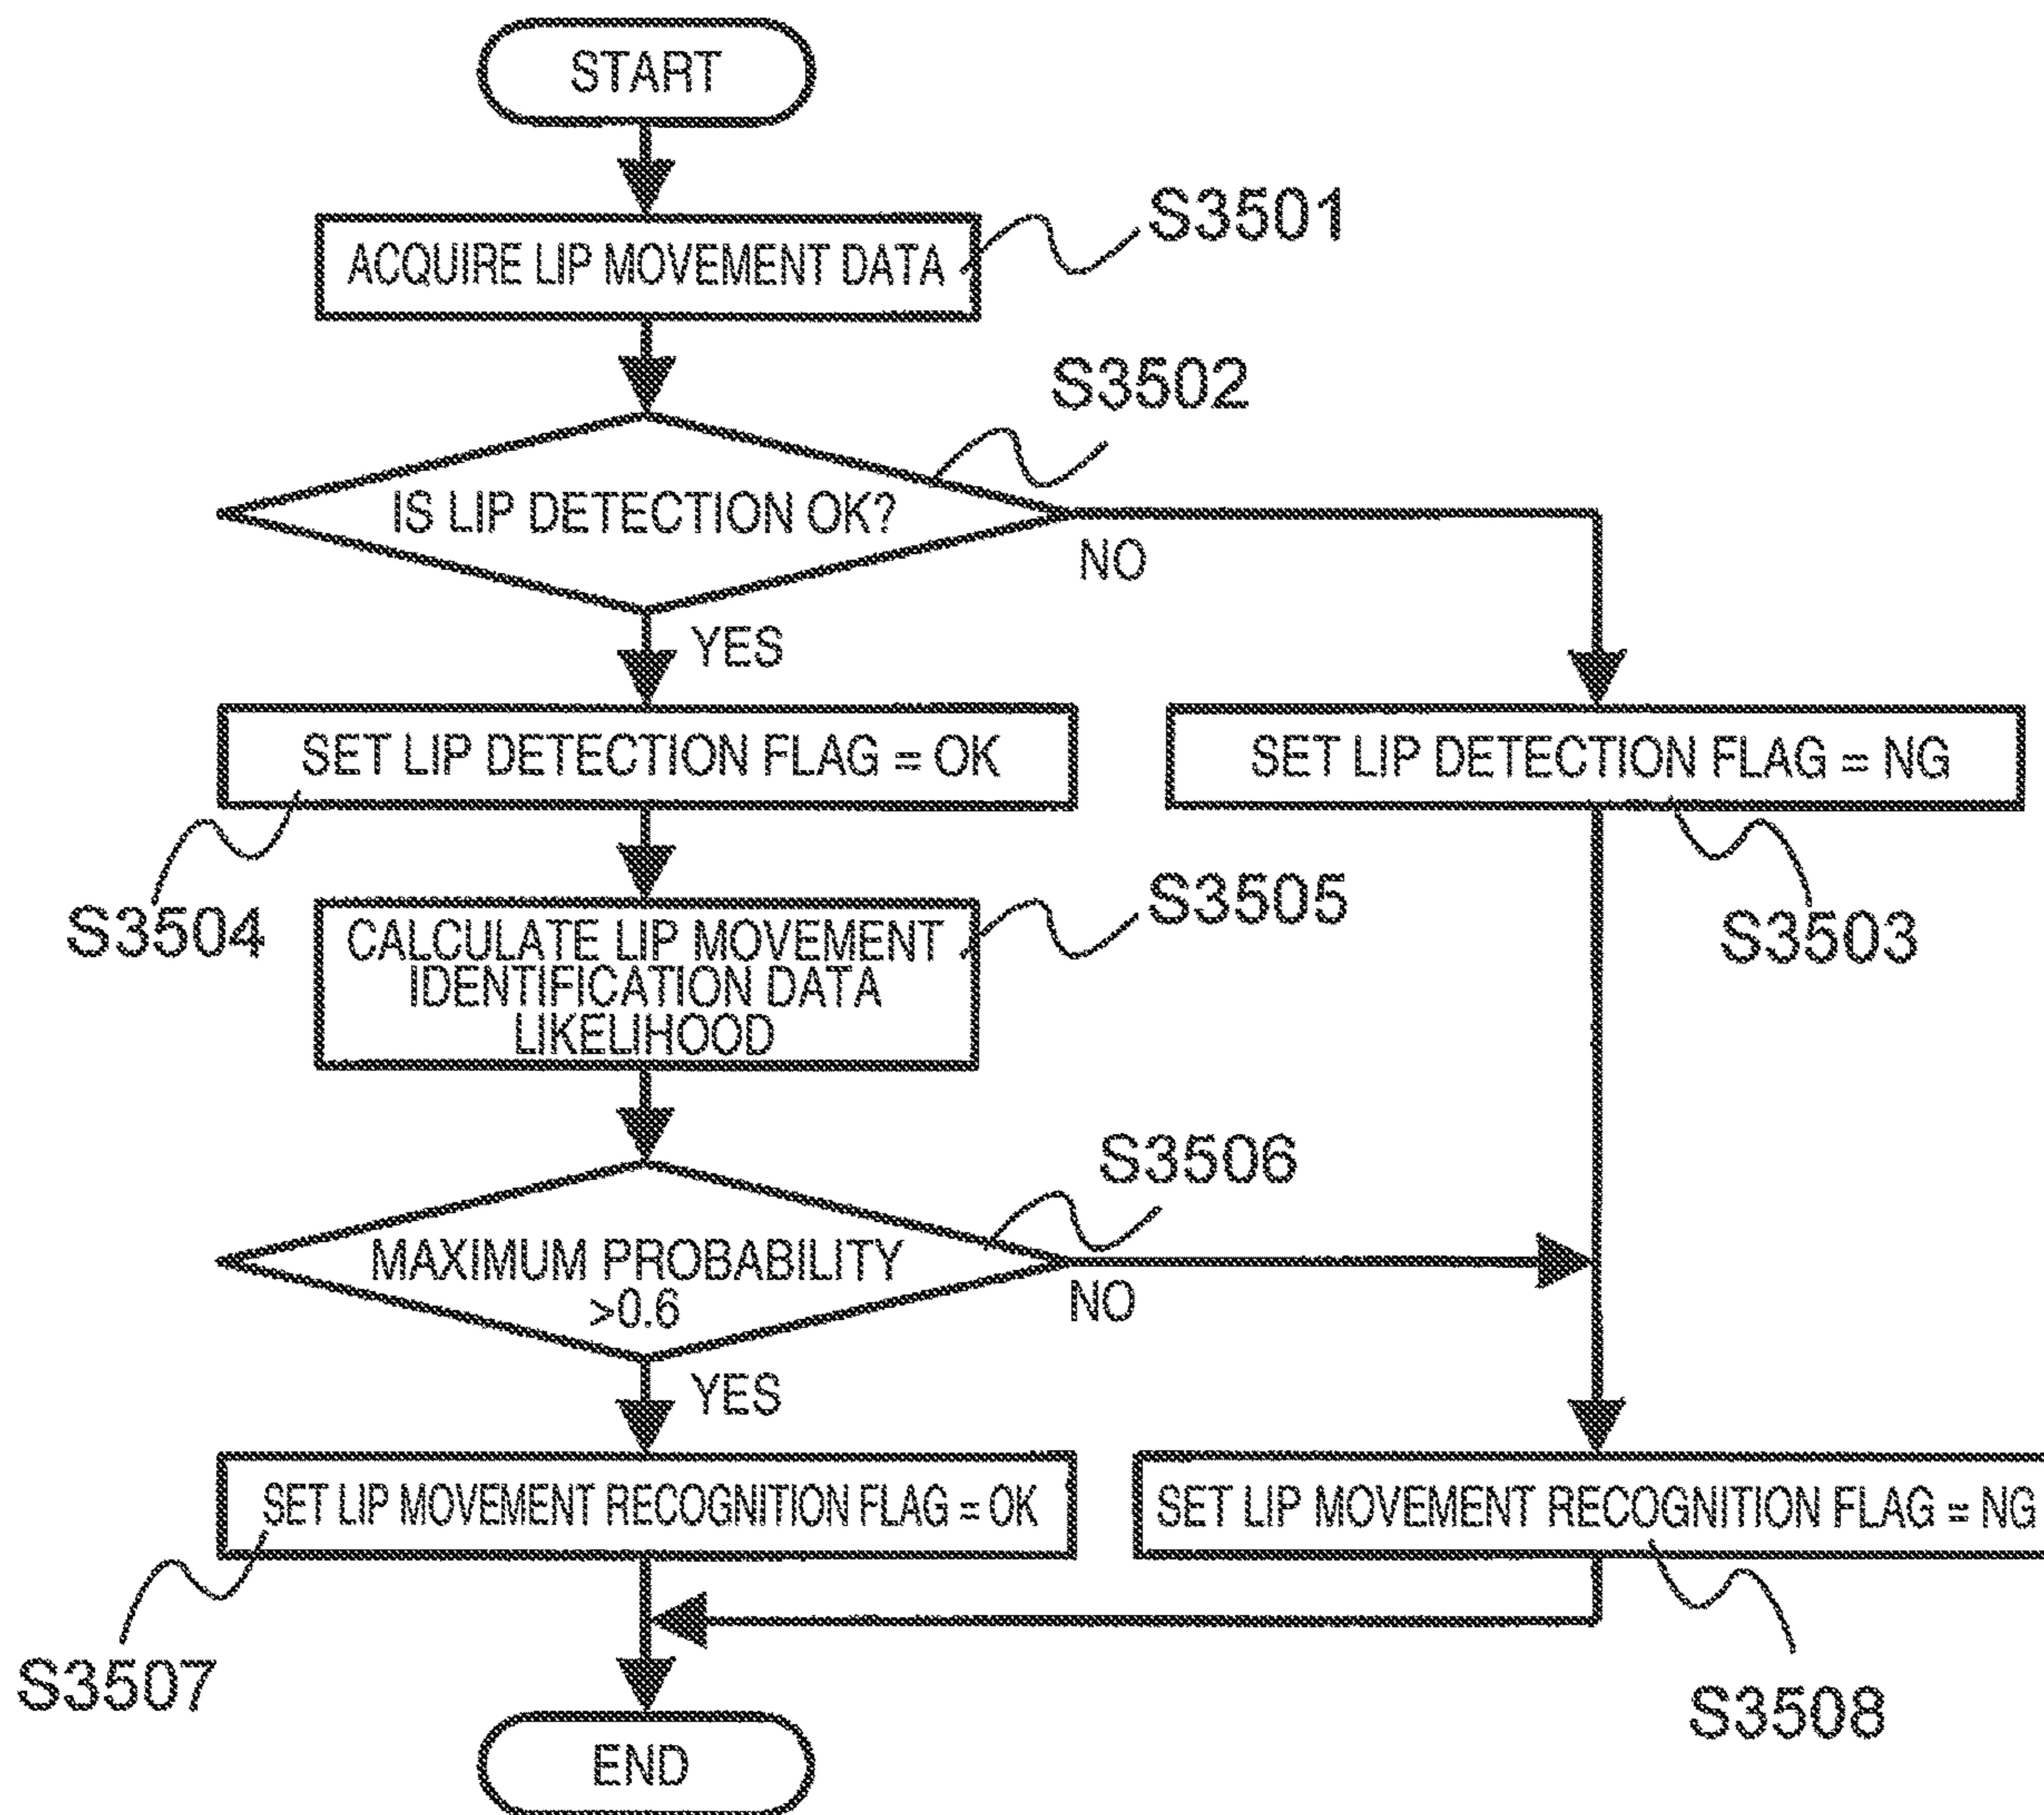 START
ACQUIRE LIP MOVEMENT DATA
S3501
S3502
IS LIP DETECTION OK?
NO
YES
SET LIP DETECTION FLAG = OK
SET LIP DETECTION FLAG = NG
S3504
S3503
CALCULATE LIP MOVEMENT
IDENTIFICATION DATA
LIKELIHOOD
S3505
S3506
MAXIMUM PROBABILITY
>0.6
NO
YES
SET LIP MOVEMENT RECOGNITION FLAG = OK
SET LIP MOVEMENT RECOGNITION FLAG = NG
S3507
S3508
END